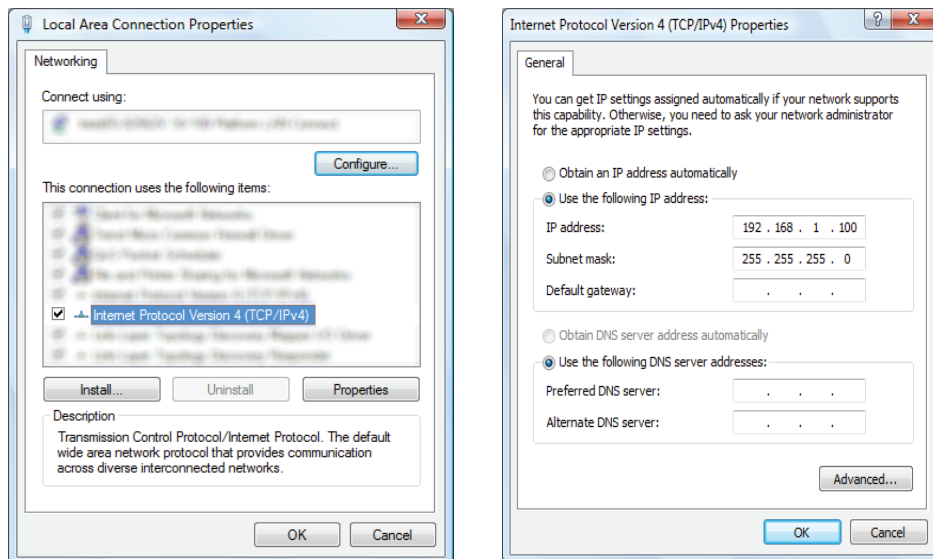 Local Area Connection Properties
Networking
Connect using:
Configure...
This connection uses the following items:
Internet Protocol Version 4 (TCP/IPv4)
Install...
Uninstall
Properties
Description
Transmission Control Protocol/Internet Protocol. The default
wide area network protocol that provides communication
across diverse interconnected networks.
OK
Cancel
Internet Protocol Version 4 (TCP/IPv4) Properties
General
You can get IP settings assigned automatically if your network supports
this capability. Otherwise, you need to ask your network administrator
for the appropriate IP settings.
Obtain an IP address automatically
Use the following IP address:
IP address: 192 . 168 . 1 . 100
Subnet mask: 255 . 255 . 255 . 0
Default gateway: . . .
Obtain DNS server address automatically
Use the following DNS server addresses:
Preferred DNS server: . . .
Alternate DNS server: . . .
Advanced...
OK
Cancel